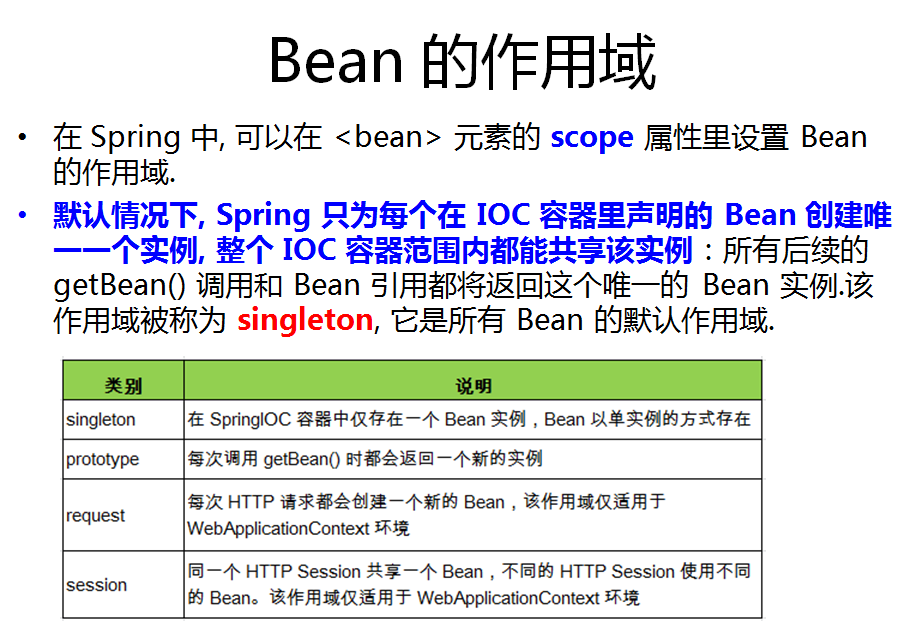 Bean 的作用域
• 在 Spring 中, 可以在 <bean> 元素的 scope 属性里设置 Bean
的作用域.
• 默认情况下, Spring 只为每个在 IOC 容器里声明的 Bean 创建唯
一一个实例, 整个 IOC 容器范围内都能共享该实例：所有后续的
getBean() 调用和 Bean 引用都将返回这个唯一的 Bean 实例.该
作用域被称为 singleton, 它是所有 Bean 的默认作用域.
类别 说明
singleton 在 SpringIOC 容器中仅存在一个 Bean 实例，Bean 以单实例的方式存在
prototype 每次调用 getBean() 时都会返回一个新的实例
request 每次 HTTP 请求都会创建一个新的 Bean，该作用域仅适用于
WebApplicationContext 环境
session 同一个 HTTP Session 共享一个 Bean，不同的 HTTP Session 使用不同
的 Bean。该作用域仅适用于 WebApplicationContext 环境